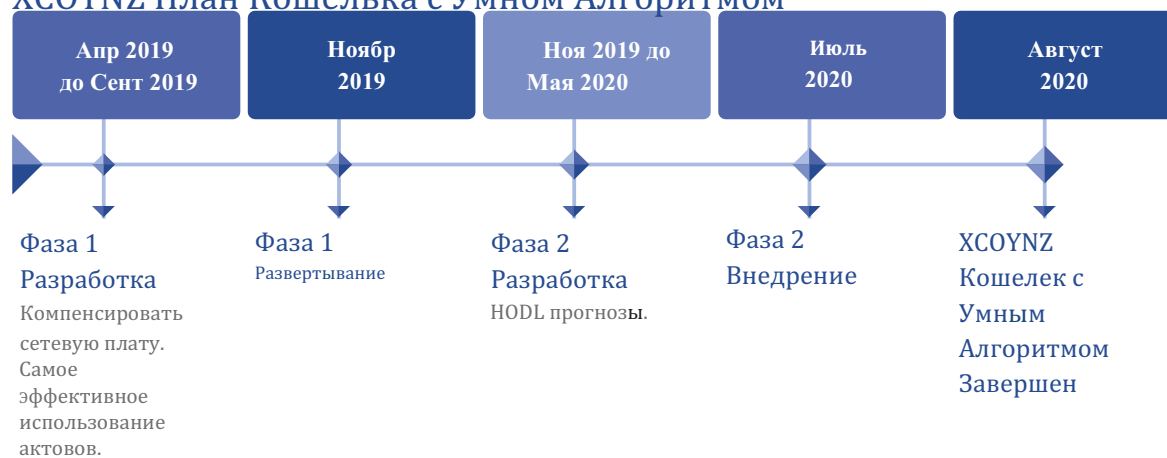 XCOYNZ План Кошелька с Умном Алгоритмом
Апр 2019
до Сент 2019
Ноябр
2019
Ноя 2019 до
Мая 2020
Июль
2020
Август
2020
Фаза 1
Разработка
Компенсировать
сетевую плату.
Самое
эффективное
использование
актовов.
Фаза 1
Развертывание
Фаза 2
Разработка
HODL прогнозы.
Фаза 2
Внедрение
XCOYNZ
Кошелек с
Умным
Алгоритмом
Завершен